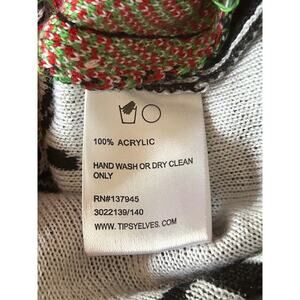 100% ACRYLIC
HAND WASH OR DRY CLEAN
ONLY
RN#137945
3022139/140
WWW.TIPSYELVES.COM